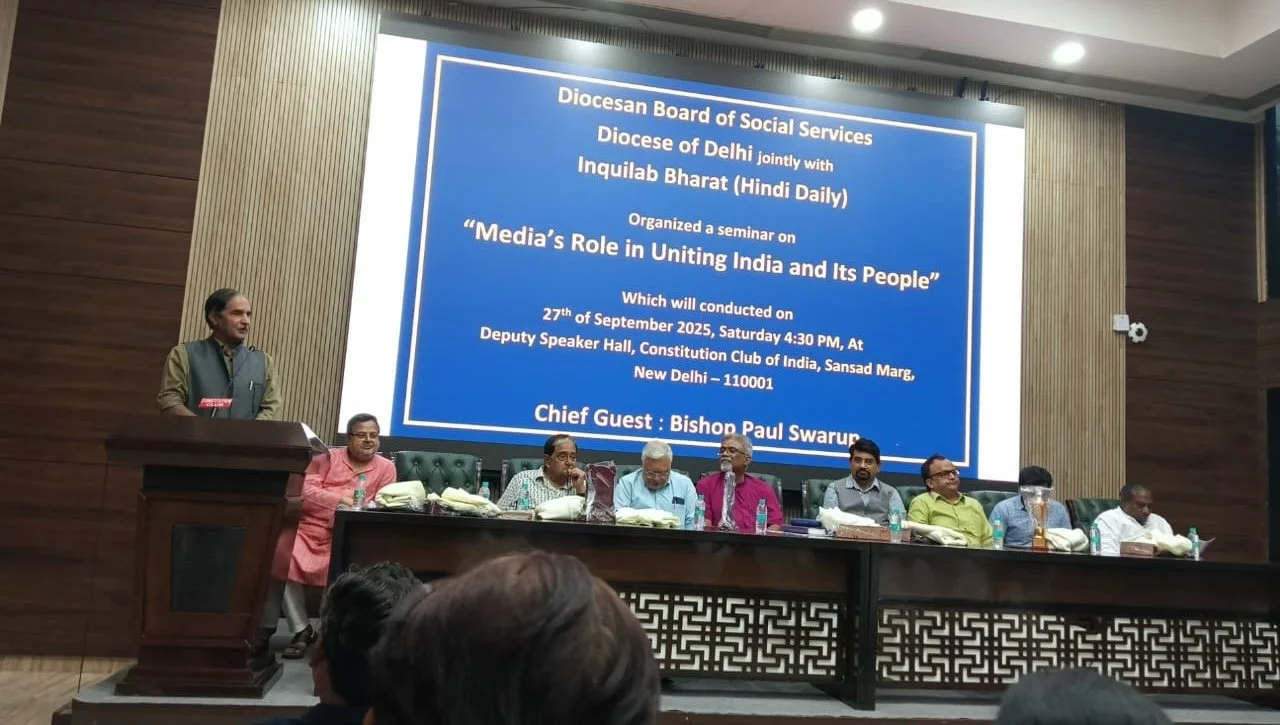 Diocesan Board of Social Services
Diocese of Delhi jointly with
Inquilab Bharat (Hindi Daily)
Organized a seminar on
“Media’s Role in Uniting India and Its People”
Which will conducted on
27th of September 2025, Saturday 4:30 PM, At
Deputy Speaker Hall, Constitution Club of India, Sansad Marg,
New Delhi – 110001
Chief Guest : Bishop Paul Swarup
CONSTITUTION